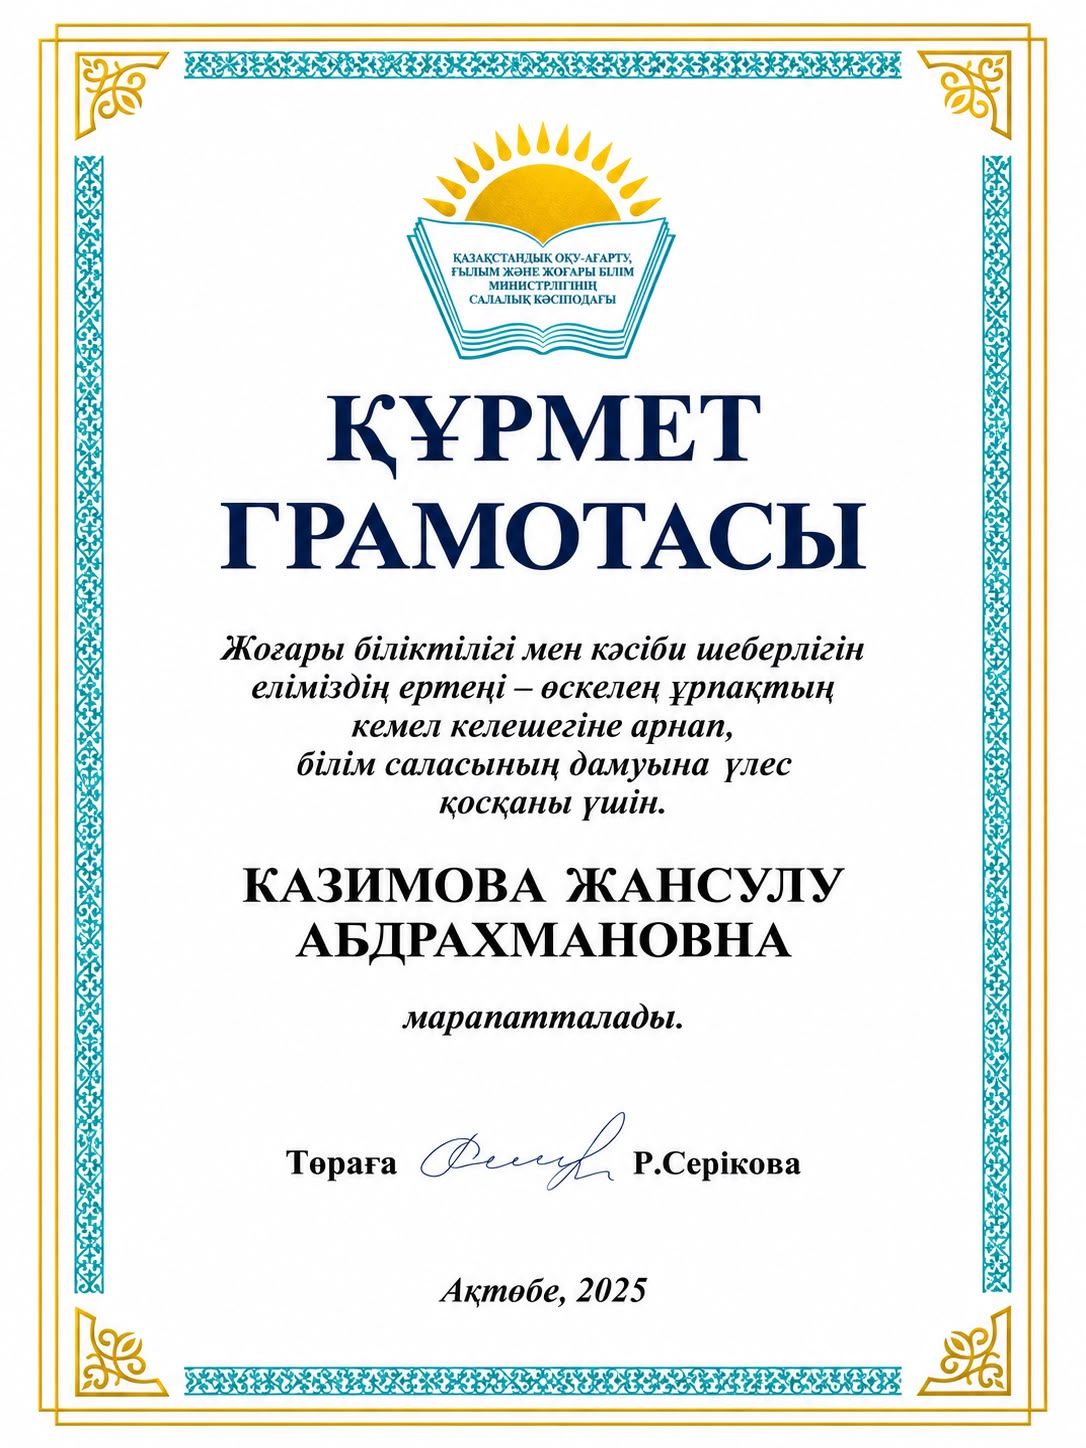 ҚАЗАҚСТАНДЫҚ ОҚУ-АҒАРТУ,
ҒЫЛЫМ ЖӘНЕ ЖОҒАРЫ БІЛІМ
МИНИСТРЛІГІНІҢ
САЛАЛЫҚ КӘСІПОДАҒЫ
ҚҰРМЕТ
ГРАМОТАСЫ
Жоғары біліктілігі мен кәсіби шеберлігін
еліміздің ертеңі – өскелең ұрпақтың
кемел келешегіне арнап,
білім саласының дамуына үлес
қосқаны үшін.
КАЗИМОВА ЖАНСУЛУ
АБДРАХМАНОВНА
марапатталады.
Төраға Р.Серікова
Ақтөбе, 2025